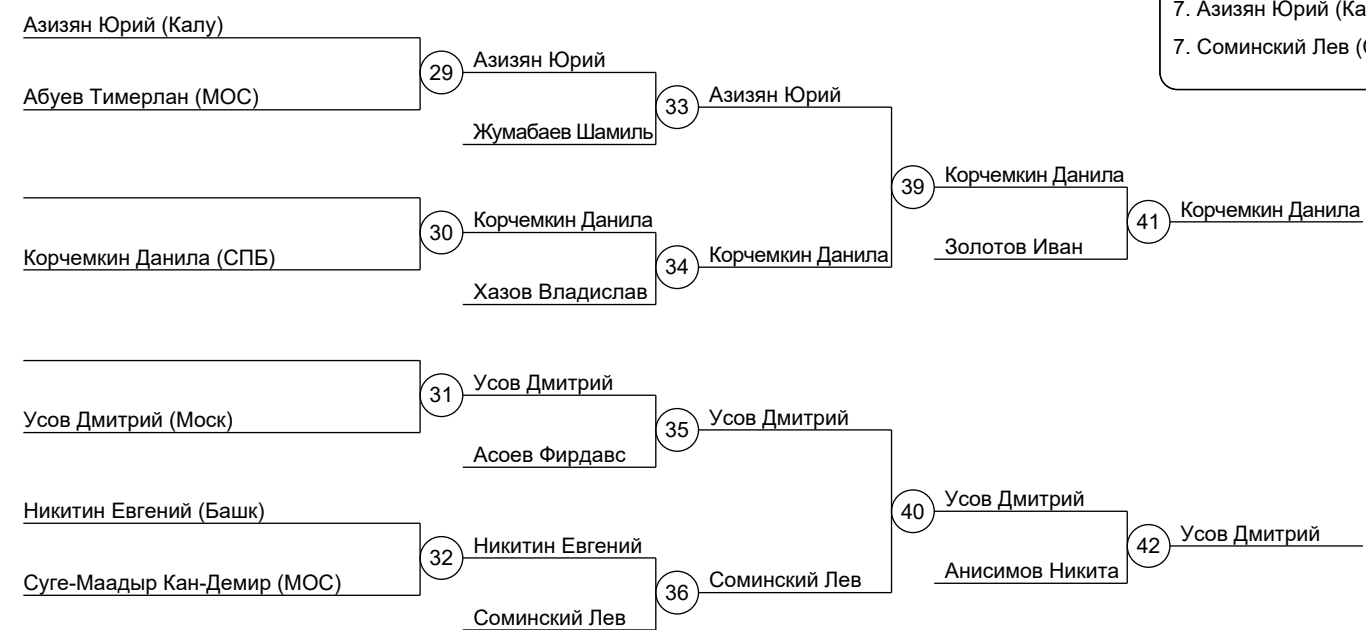 7. Азизян Юрий
7. Соминский Лев
Азизян Юрий (Калу)
Абуев Тимерлан (МОС)
29
Азизян Юрий
Жумабаев Шамиль
33
Азизян Юрий
Корчемкин Данила (СПБ)
30
Корчемкин Данила
Хазов Владислав
34
Корчемкин Данила
39
Корчемкин Данила
Золотов Иван
41
Корчемкин Данила
Усов Дмитрий (Моск)
31
Усов Дмитрий
Асоев Фирдавс
35
Усов Дмитрий
Никитин Евгений (Башк)
Суге-Маадыр Кан-Демир (МОС)
32
Никитин Евгений
Соминский Лев
36
Соминский Лев
40
Усов Дмитрий
Анисимов Никита
42
Усов Дмитрий